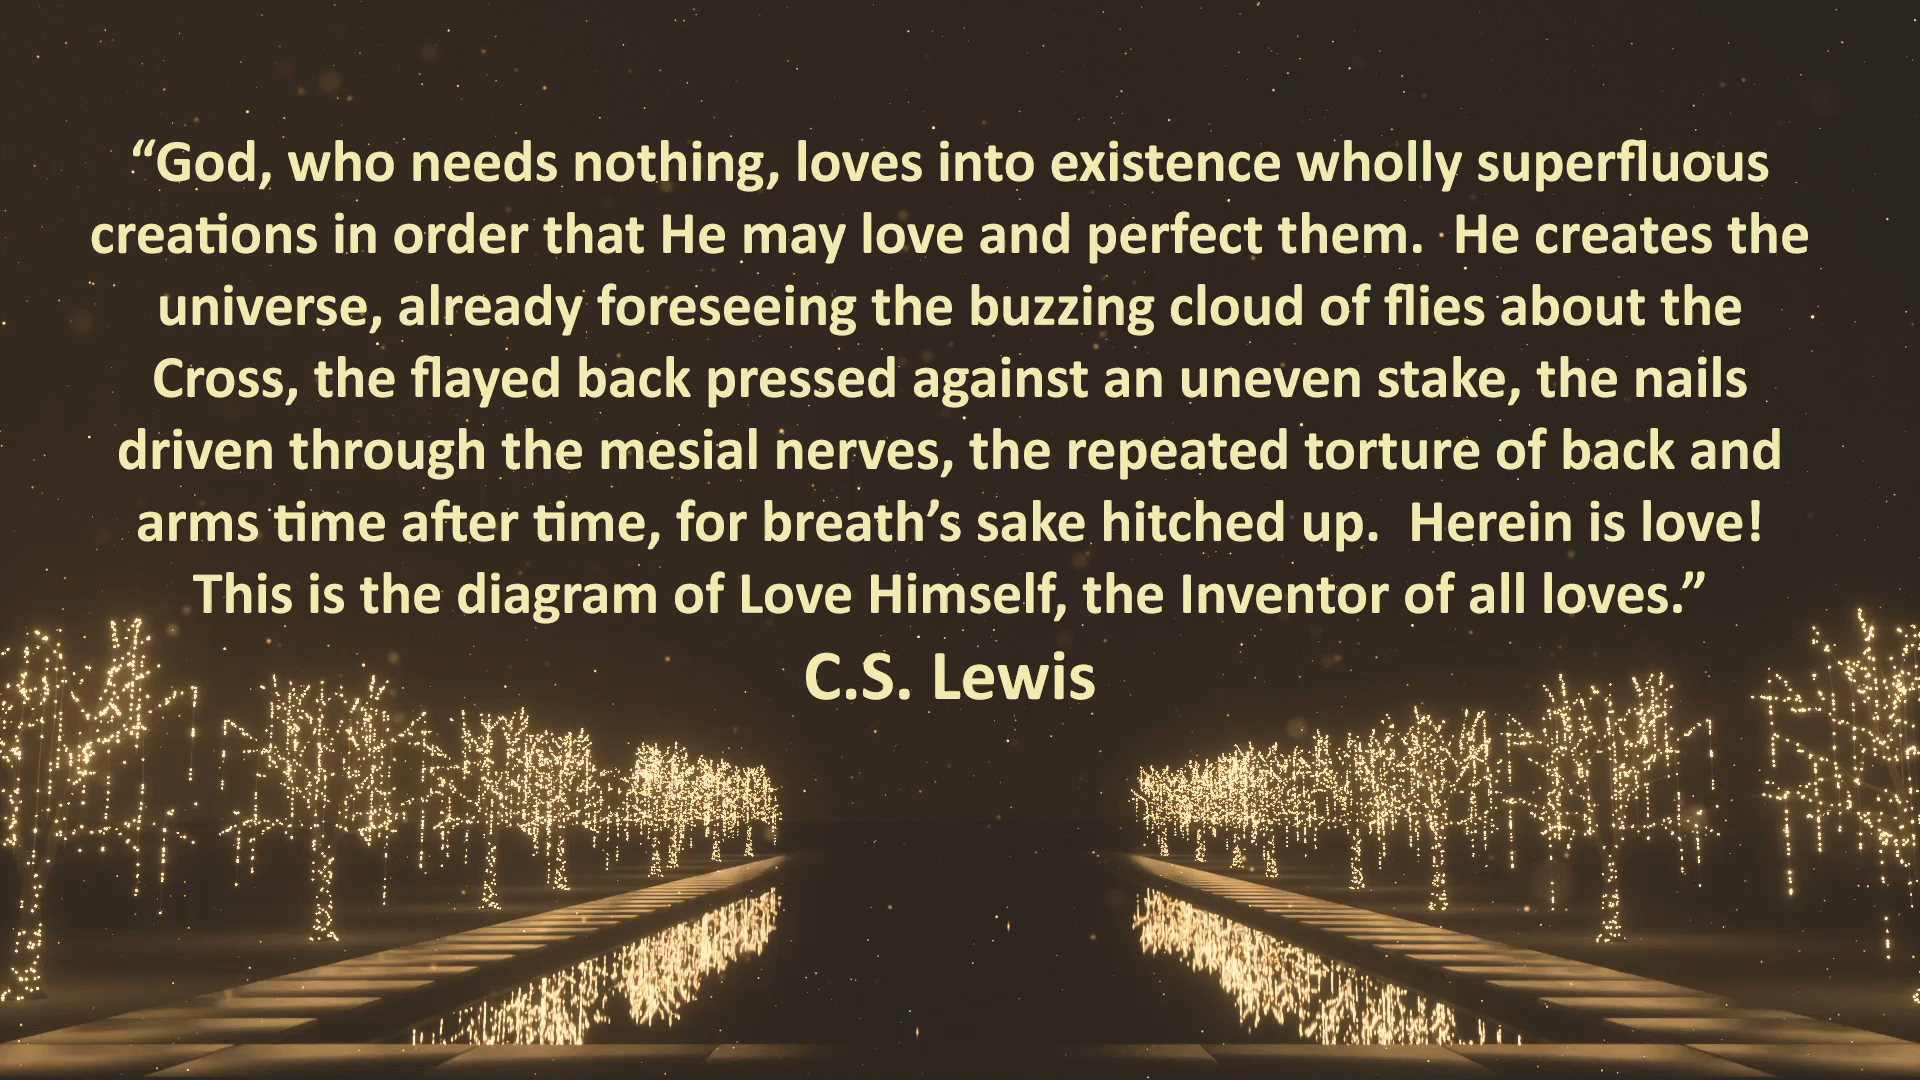 “God, who needs nothing, loves into existence wholly superfluous
creations in order that He may love and perfect them.  He creates the
universe, already foreseeing the buzzing cloud of flies about the
Cross, the flayed back pressed against an uneven stake, the nails
driven through the mesial nerves, the repeated torture of back and
arms time after time, for breath’s sake hitched up.  Herein is love!
This is the diagram of Love Himself, the Inventor of all loves.”
C.S. Lewis